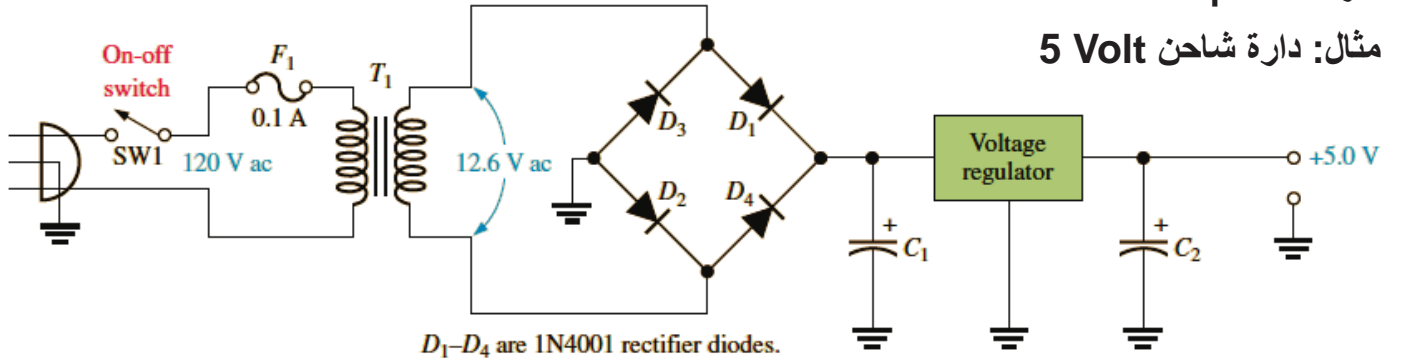 مثال: دارة شاحن 5 Volt
On-off
switch
F1
T1
0.1 A
SW1
120 V ac
12.6 V ac
D3
D1
D2
D4
Voltage
regulator
+5.0 V
+
C1
+
C2
D1–D4 are 1N4001 rectifier diodes.